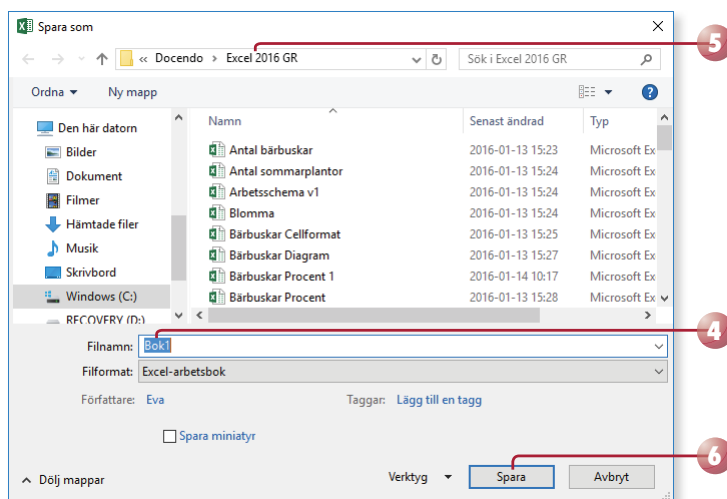 Spara som
« Docendo > Excel 2016 GR
Sök i Excel 2016 GR
5
Ordna
Ny mapp
?
Namn
Senast ändrad
Typ
Den här datorn
Bilder
Dokument
Filmer
Hämtade filer
Musik
Skrivbord
Windows (C:)
RECOVERY (D:)
Antal bärbuskar 2016-01-13 15:23 Microsoft Ex
Antal sommarplantor 2016-01-13 15:24 Microsoft Ex
Arbetsschema v1 2016-01-13 15:24 Microsoft Ex
Blomma 2016-01-13 15:24 Microsoft Ex
Bärbuskar Cellformat 2016-01-13 15:25 Microsoft Ex
Bärbuskar Diagram 2016-01-13 15:27 Microsoft Ex
Bärbuskar Procent 1 2016-01-14 10:17 Microsoft Ex
Bärbuskar Procent 2016-01-13 15:28 Microsoft Ex
Filnamn: Bok1
4
Filformat: Excel-arbetsbok
Författare: Eva
Taggar: Lägg till en tagg
Spara miniatyr
6
Dölj mappar
Verktyg
Spara
Avbryt